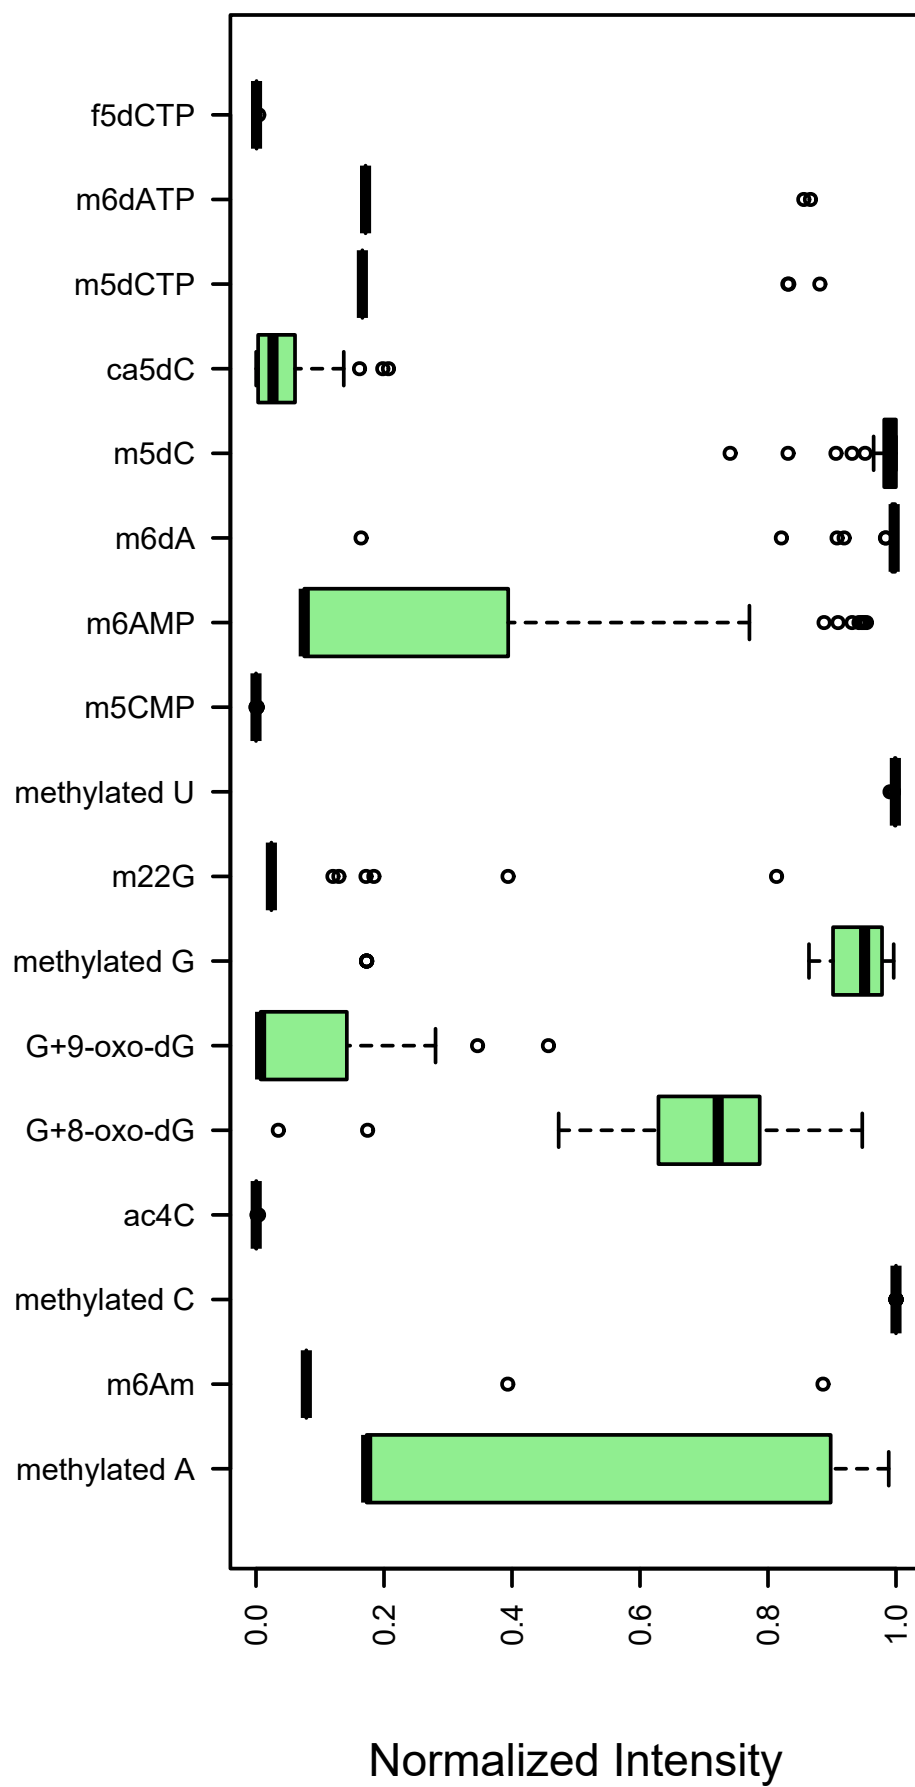 f5dCTP
m6dATP
m5dCTP
ca5dC
m5dC
m6dA
m6AMP
m5CMP
methylated U
m22G
methylated G
G+9-oxo-dG
G+8-oxo-dG
ac4C
methylated C
m6Am
methylated A
0.0 0.2 0.4 0.6 0.8 1.0
Normalized Intensity